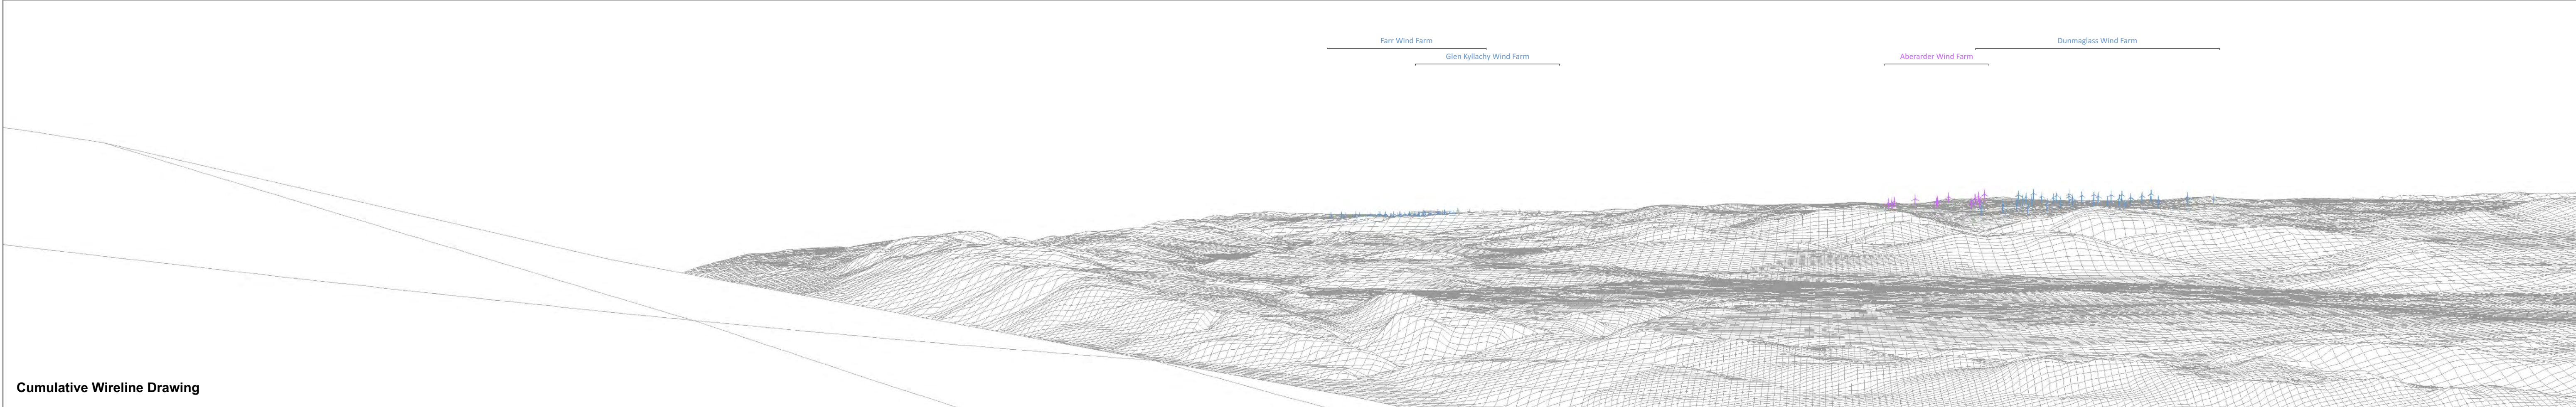 Farr Wind Farm
Dunmaglass Wind Farm
Glen Kyllachy Wind Farm
Aberarder Wind Farm
Cumulative Wireline Drawing